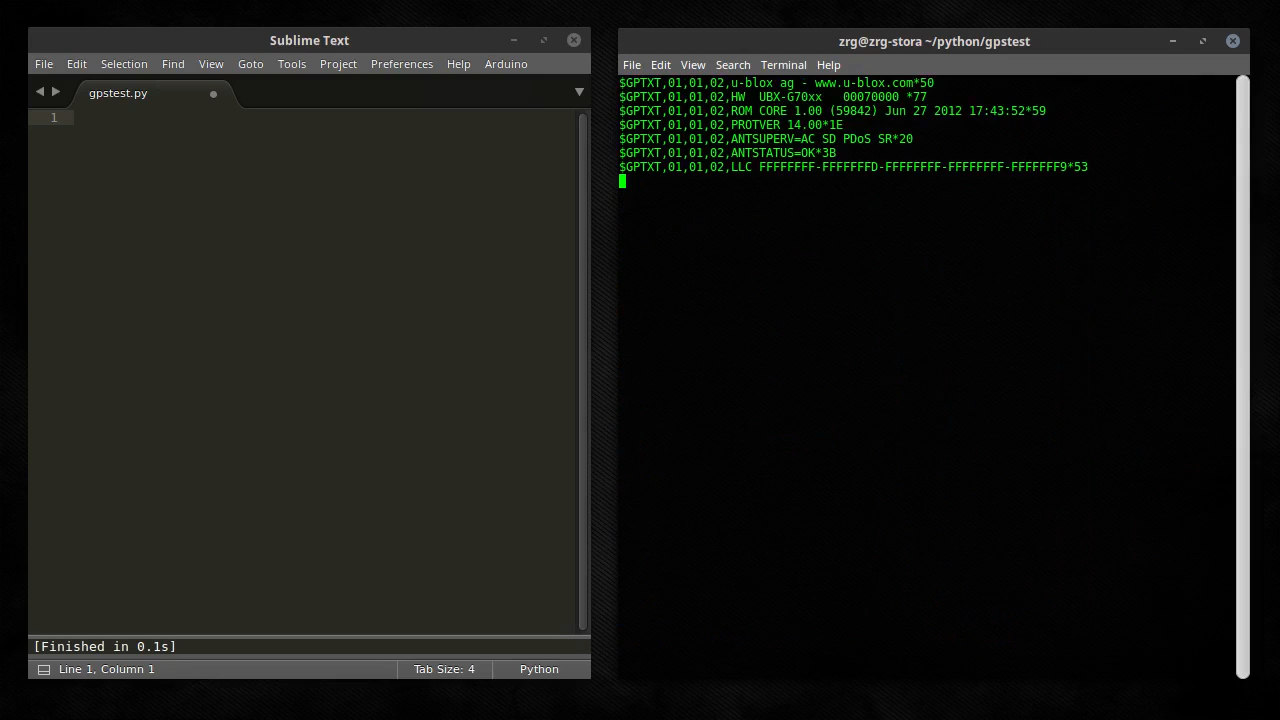 Sublime Text
File Edit Selection Find View Goto Tools Project Preferences Help Arduino
gpstest.py
1
[Finished in 0.1s]
Line 1, Column 1 Tab Size: 4 Python
zrg@zrg-stora ~/python/gpstest
File Edit View Search Terminal Help
$GPTXT,01,01,02,u-blox ag - www.u-blox.com*50
$GPTXT,01,01,02,HW  UBX-G70xx   00070000 *77
$GPTXT,01,01,02,ROM CORE 1.00 (59842) Jun 27 2012 17:43:52*59
$GPTXT,01,01,02,PROTVER 14.00*1E
$GPTXT,01,01,02,ANTSUPERV=AC SD PDoS SR*20
$GPTXT,01,01,02,ANTSTATUS=OK*3B
$GPTXT,01,01,02,LLC FFFFFFFF-FFFFFFFD-FFFFFFFF-FFFFFFFF-FFFFFFF9*53